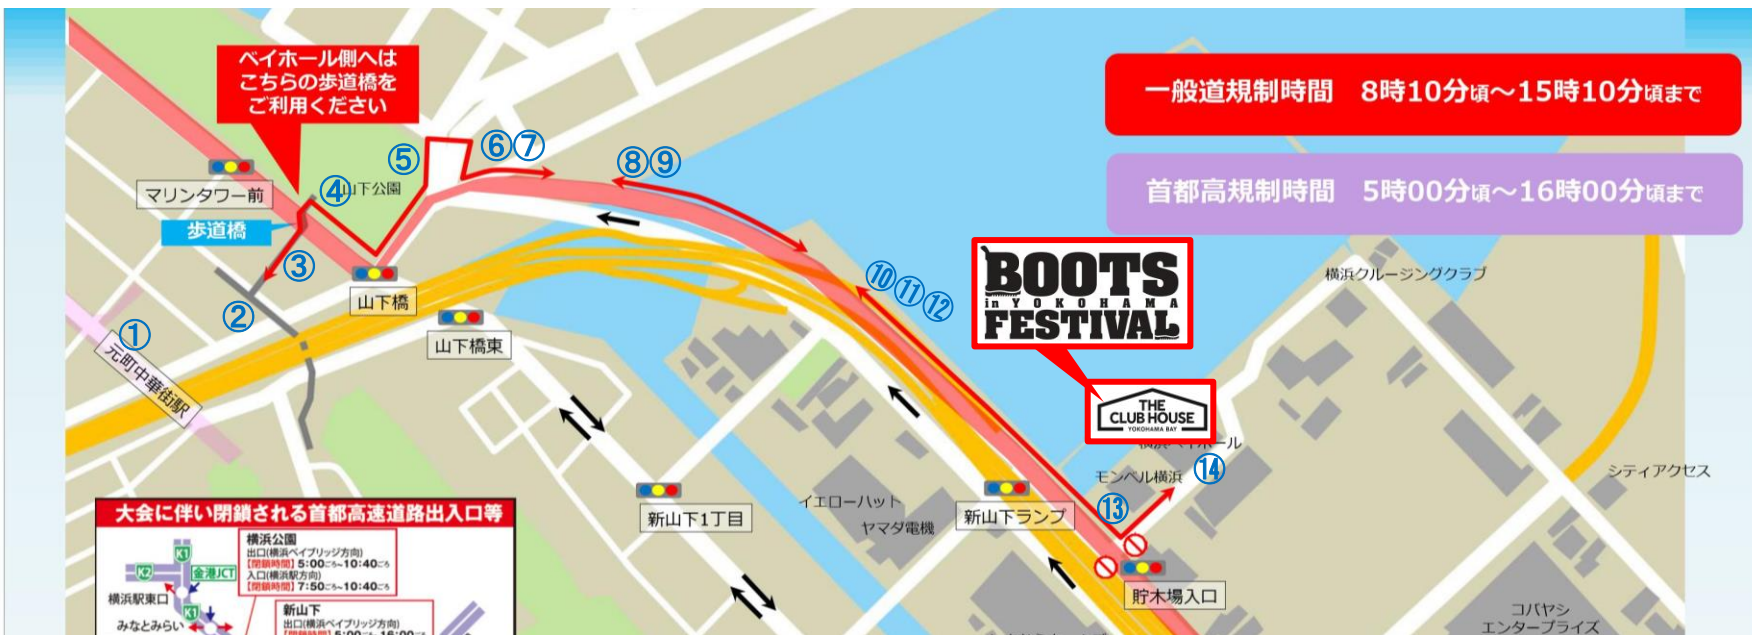 ベイホール側へは
こちらの歩道橋を
ご利用ください
一般道規制時間　8時10分頃～15時10分頃まで
首都高規制時間　5時00分頃～16時00分頃まで
マリンタワー前
歩道橋
山下公園
①
②
③
④
⑤
⑥⑦
⑧⑨
⑩⑪⑫
⑬
⑭
山下橋
山下橋東
元町中華街駅
BOOTS
in YOKOHAMA
FESTIVAL
THE
CLUB HOUSE
YOKOHAMA BAY
横浜クルージングクラブ
モンベル横浜
シティアクセス
イエローハット
ヤマダ電機
新山下1丁目
新山下ランプ
貯木場入口
コバヤシ
エンタープライズ
大会に伴い閉鎖される首都高速道路出入口等
横浜公園
出口(横浜ベイブリッジ方向)
【閉鎖時間】5:00ごろ~10:40ごろ
入口(横浜駅方向)
【閉鎖時間】7:50ごろ~10:40ごろ
K1
K2
金港JCT
横浜駅東口
K1
みなとみらい
新山下
出口(横浜ベイブリッジ方向)